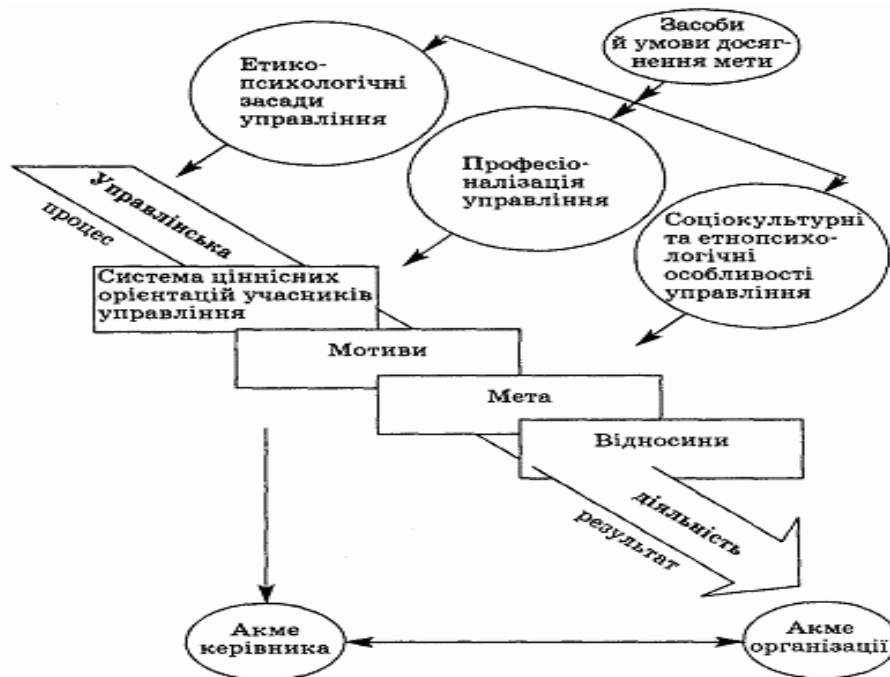 Засоби
й умови досяг-
нення мети
Етико-
психологічні
засади
управління
Професіо-
налізація
управління
Соціокультурні
та етнопсихо-
логічні
особливості
управління
Управлінська
процес
Система ціннісних
орієнтацій учасників
управління
Мотиви
Мета
Відносини
діяльність
результат
Акме
керівника
Акме
організації